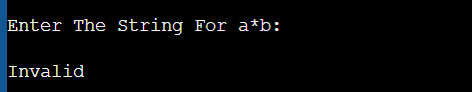 Enter The String For a*b:
Invalid